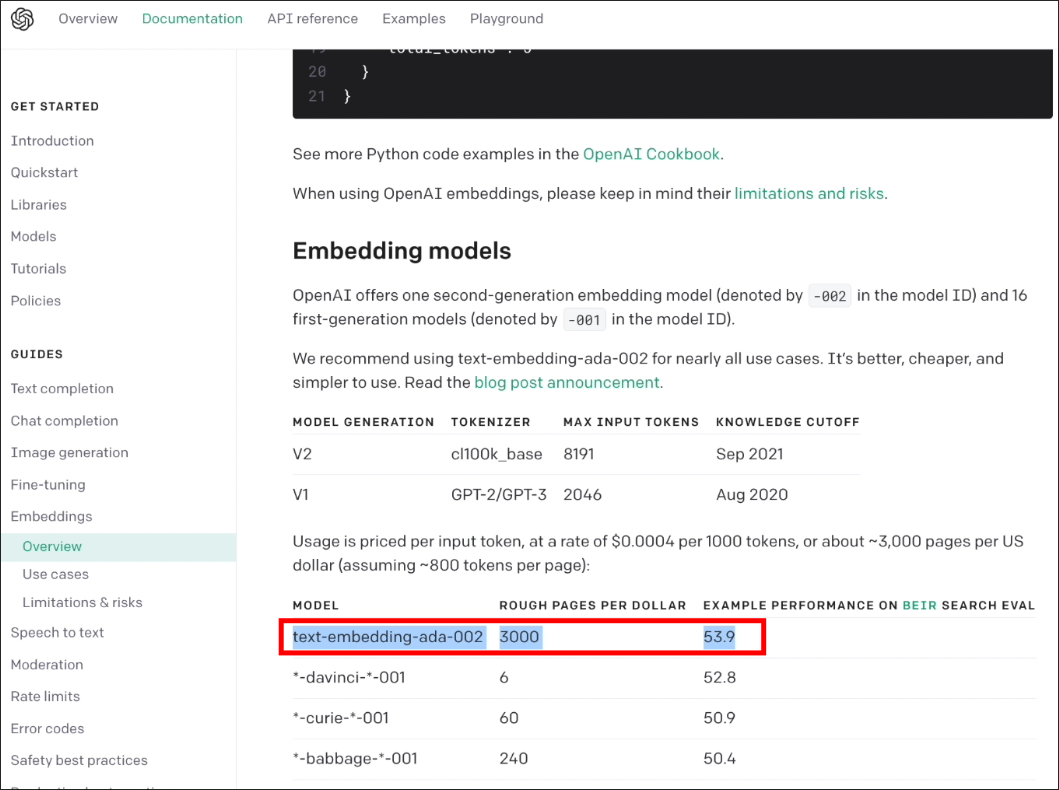 Overview Documentation API reference Examples Playground
GET STARTED
Introduction
Quickstart
Libraries
Models
Tutorials
Policies
GUIDES
Text completion
Chat completion
Image generation
Fine-tuning
Embeddings
Overview
Use cases
Limitations & risks
Speech to text
Moderation
Rate limits
Error codes
Safety best practices
20 }
21 }
See more Python code examples in the OpenAI Cookbook.
When using OpenAI embeddings, please keep in mind their limitations and risks.
Embedding models
OpenAI offers one second-generation embedding model (denoted by -002 in the model ID) and 16
first-generation models (denoted by -001 in the model ID).
We recommend using text-embedding-ada-002 for nearly all use cases. It's better, cheaper, and
simpler to use. Read the blog post announcement.
MODEL GENERATION TOKENIZER MAX INPUT TOKENS KNOWLEDGE CUTOFF
V2 cl100k_base 8191 Sep 2021
V1 GPT-2/GPT-3 2046 Aug 2020
Usage is priced per input token, at a rate of $0.0004 per 1000 tokens, or about ~3,000 pages per US
dollar (assuming ~800 tokens per page):
MODEL ROUGH PAGES PER DOLLAR EXAMPLE PERFORMANCE ON BEIR SEARCH EVAL
text-embedding-ada-002 3000 53.9
*-davinci-*-001 6 52.8
*-curie-*-001 60 50.9
*-babbage-*-001 240 50.4